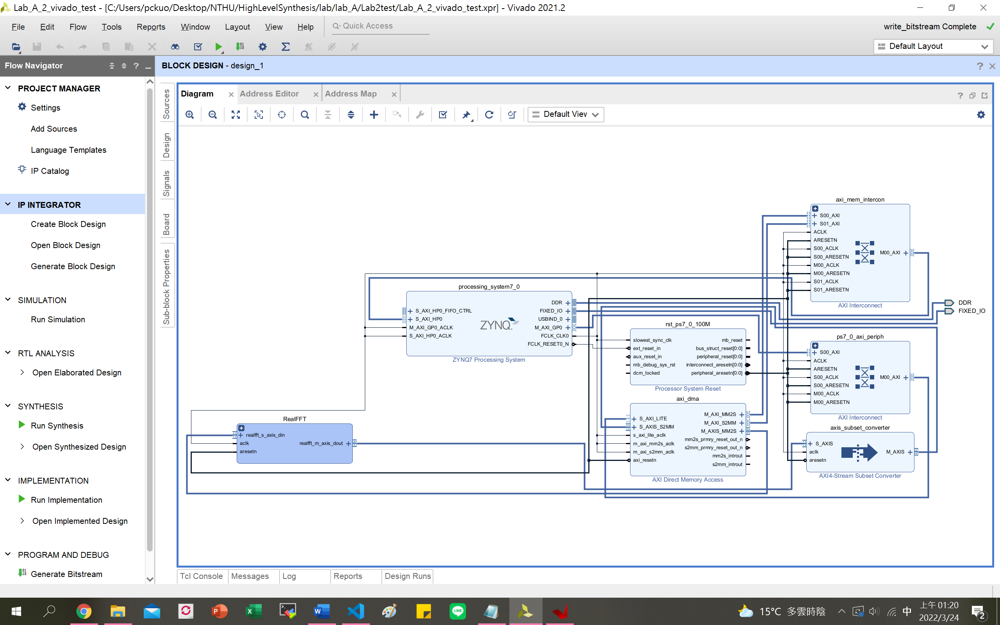 Lab_A_2_vivado_test - [C:/Users/pckuo/Desktop/NTHU/HighLevelSynthesis/lab/lab_A/Lab2test/Lab_A_2_vivado_test.xpr] - Vivado 2021.2
File Edit Flow Tools Reports Window Layout View Help Quick Access
write_bitstream Complete
Default Layout
Flow Navigator
BLOCK DESIGN - design_1
PROJECT MANAGER
Settings
Add Sources
Language Templates
IP Catalog
IP INTEGRATOR
Create Block Design
Open Block Design
Generate Block Design
SIMULATION
Run Simulation
RTL ANALYSIS
Open Elaborated Design
SYNTHESIS
Run Synthesis
Open Synthesized Design
IMPLEMENTATION
Run Implementation
Open Implemented Design
PROGRAM AND DEBUG
Generate Bitstream
Sources
Design
Signals
Board
Sub-block Properties
Diagram Address Editor Address Map
Default View
axi_mem_intercon
S00_AXI
S01_AXI
ACLK
ARESETN
S00_ACLK
S00_ARESETN
M00_ACLK
M00_ARESETN
S01_ACLK
S01_ARESETN
M00_AXI
AXI Interconnect
DDR
FIXED_IO
processing_system7_0
S_AXI_HP0_FIFO_CTRL
S_AXI_HP0
M_AXI_GP0_ACLK
S_AXI_HP0_ACLK
ZYNQ
DDR
FIXED_IO
USBIND_0
M_AXI_GP0
FCLK_CLK0
FCLK_RESET0_N
ZYNQ7 Processing System
rst_ps7_0_100M
slowest_sync_clk
ext_reset_in
aux_reset_in
mb_debug_sys_rst
dcm_locked
mb_reset
bus_struct_reset[0:0]
peripheral_reset[0:0]
interconnect_aresetn[0:0]
peripheral_aresetn[0:0]
Processor System Reset
ps7_0_axi_periph
S00_AXI
ACLK
ARESETN
S00_ACLK
S00_ARESETN
M00_ACLK
M00_ARESETN
M00_AXI
AXI Interconnect
RealFFT
realfft_s_axis_din
aclk
aresetn
realfft_m_axis_dout
axi_dma
S_AXI_LITE
S_AXIS_S2MM
s_axi_lite_aclk
m_axi_mm2s_aclk
m_axi_s2mm_aclk
axi_resetn
M_AXI_MM2S
M_AXI_S2MM
M_AXIS_MM2S
mm2s_prmry_reset_out_n
s2mm_prmry_reset_out_n
mm2s_introut
s2mm_introut
AXI Direct Memory Access
axis_subset_converter
S_AXIS
aclk
aresetn
M_AXIS
AXI4-Stream Subset Converter
Tcl Console Messages Log Reports Design Runs
15°C 多雲時陰
中
上午 01:20
2022/3/24
2